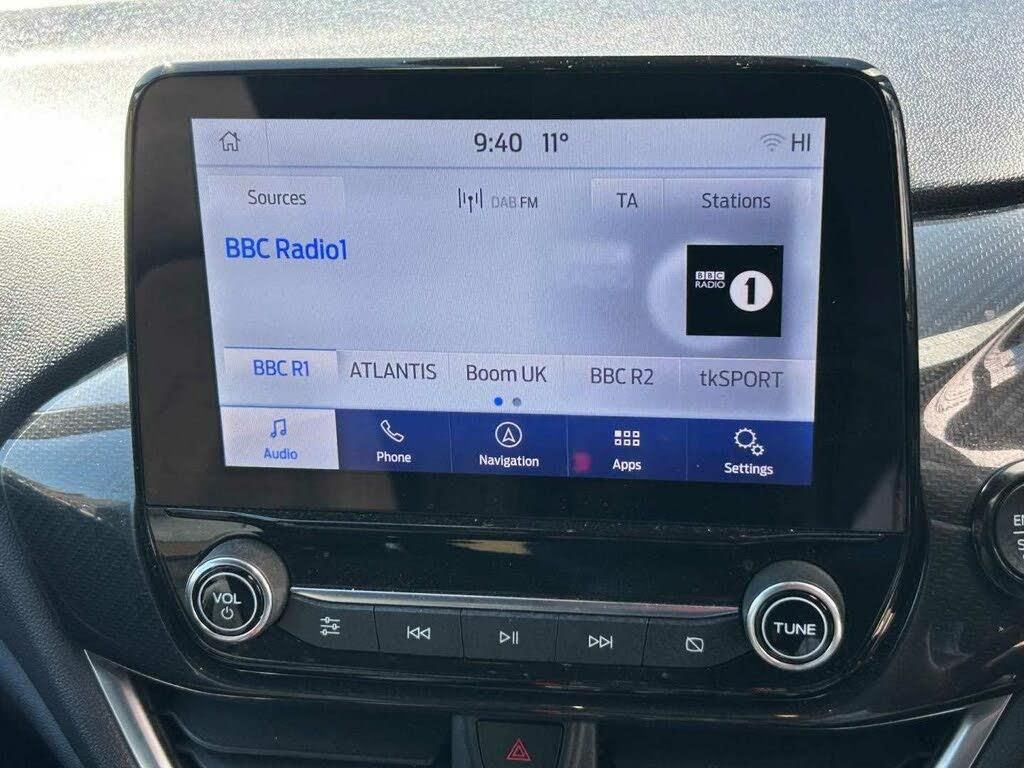 9:40 11° HI
Sources DAB FM TA Stations
BBC Radio1
BBC
RADIO 1
BBC R1 ATLANTIS Boom UK BBC R2 tkSPORT
Audio Phone Navigation Apps Settings
VOL
TUNE